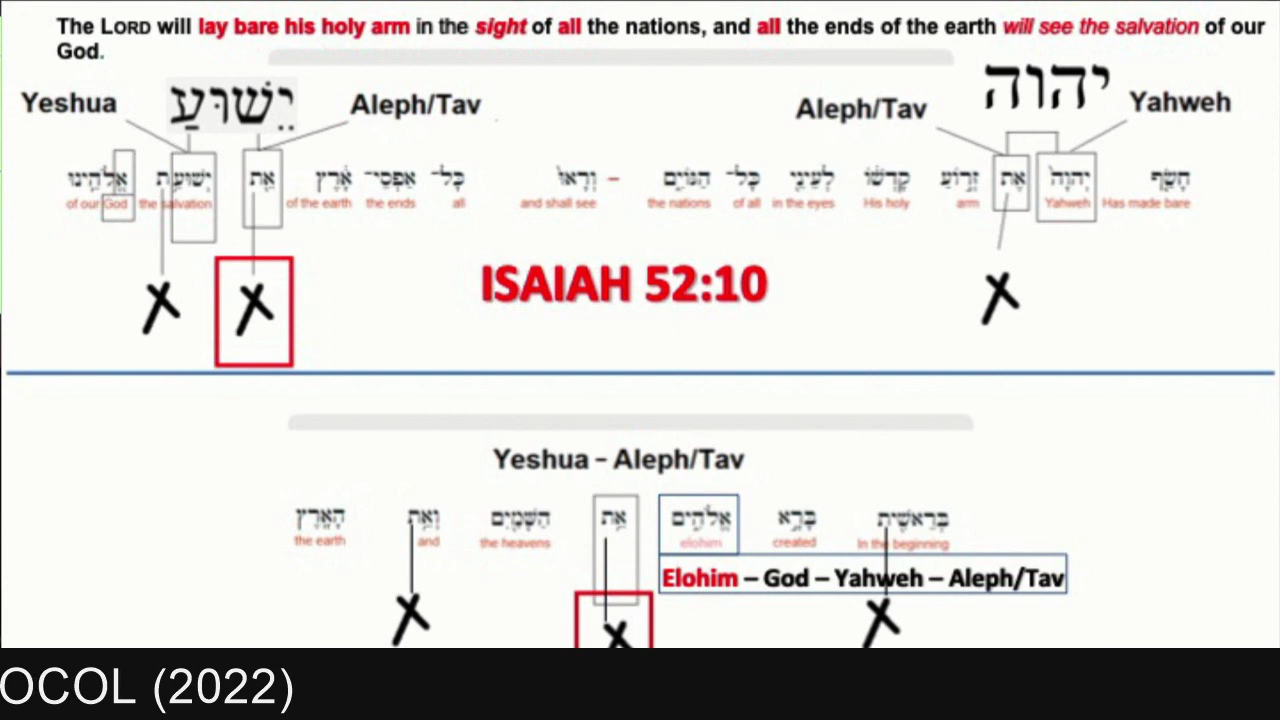 The LORD will lay bare his holy arm in the sight of all the nations, and all the ends of the earth will see the salvation of our
God.
Yeshua יֵשׁוּעַ Aleph/Tav Aleph/Tav יהוה Yahweh
חָשַׂף יְהוָה אֶת זְרוֹעַ קָדְשׁוֹ לְעֵינֵי כָּל־ הַגּוֹיִם – וְרָאוּ כָּל־ אַפְסֵי־ אָרֶץ אֵת יְשׁוּעַת אֱלֹהֵינוּ
of our God the salvation of the earth the ends all and shall see the nations of all in the eyes His holy arm Yahweh Has made bare
ISAIAH 52:10
Yeshua – Aleph/Tav
בְּרֵאשִׁית בָּרָא אֱלֹהִים אֵת הַשָּׁמַיִם וְאֵת הָאָרֶץ
the earth and the heavens elohim created In the beginning
Elohim – God – Yahweh – Aleph/Tav
OCOL (2022)